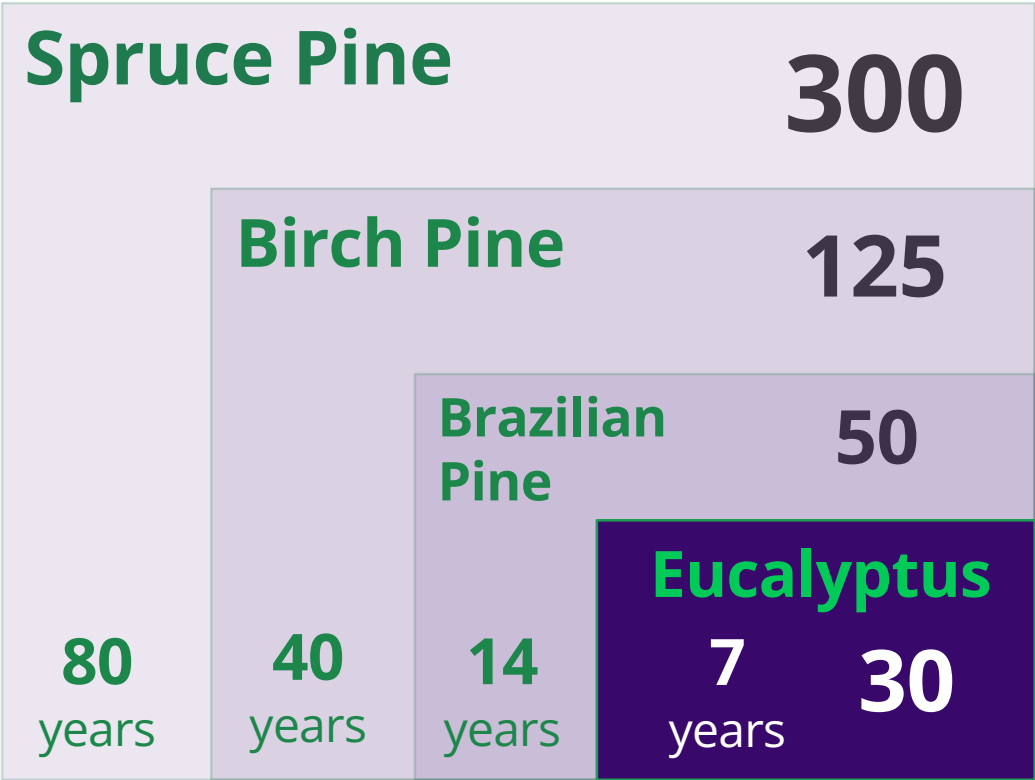 Spruce Pine
300
Birch Pine
125
Brazilian
Pine
50
Eucalyptus
80
years
40
years
14
years
7
years
30